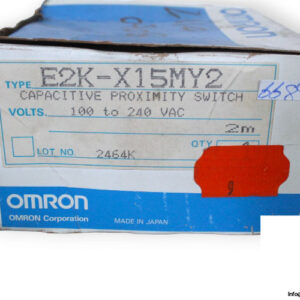 OMRON
TYPE E2K-X15MY2
CAPACITIVE PROXIMITY SWITCH
VOLTS. 100 to 240 VAC
2m
LOT NO. 2464K QTY
9
OMRON
OMRON Corporation
MADE IN JAPAN